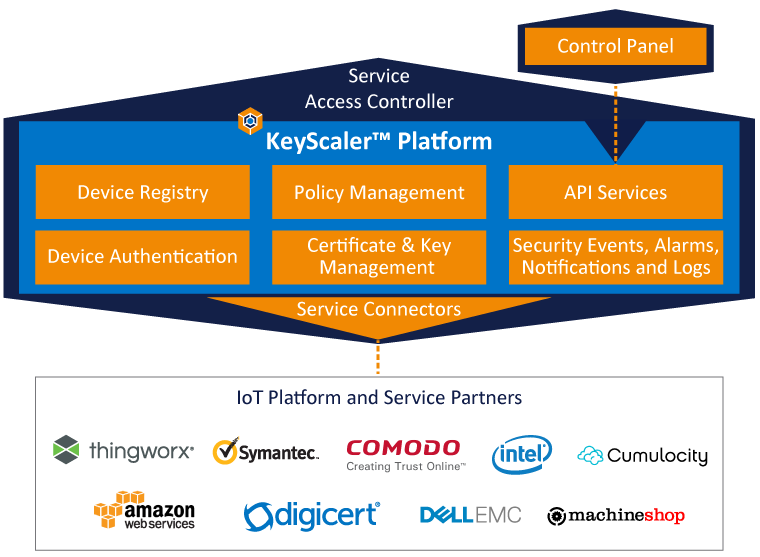 Control Panel
Service
Access Controller
KeyScaler™ Platform
Device Registry
Policy Management
API Services
Device Authentication
Certificate & Key
Management
Security Events, Alarms,
Notifications and Logs
Service Connectors
IoT Platform and Service Partners
thingworx®
Symantec™
COMODO
Creating Trust Online™
intel®
Cumulocity
amazon
web services
digicert®
DELLEMC
machineshop